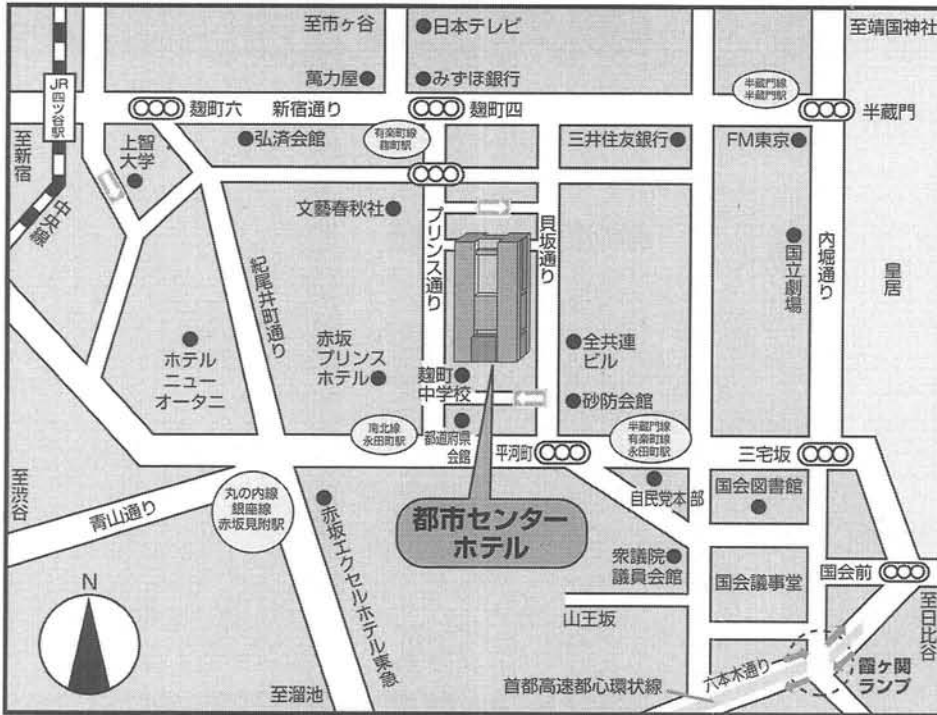 至市ヶ谷
●日本テレビ
至靖国神社
JR四ツ谷駅
萬力屋●
●みずほ銀行
半蔵門線
半蔵門駅
麹町六
新宿通り
麹町四
半蔵門
至新宿
上智
大学
●弘済会館
有楽町線
麹町駅
三井住友銀行●
FM東京●
中央線
文藝春秋社●
プリンス通り
貝坂通り
●国立劇場
内堀通り
皇居
紀尾井町通り
ホテル
ニュー
オータニ
赤坂
プリンス
ホテル●
麹町
中学校
●全共連
ビル
●砂防会館
南北線
永田町駅
都道府県
会館
平河町
半蔵門線
有楽町線
永田町駅
三宅坂
至渋谷
青山通り
丸の内線
銀座線
赤坂見附駅
●赤坂エクセルホテル東急
都市センター
ホテル
自民党本部
国会図書館
衆議院●
議員会館
国会議事堂
国会前
至日比谷
山王坂
N
六本木通り
霞ヶ関
ランプ
首都高速都心環状線
至溜池